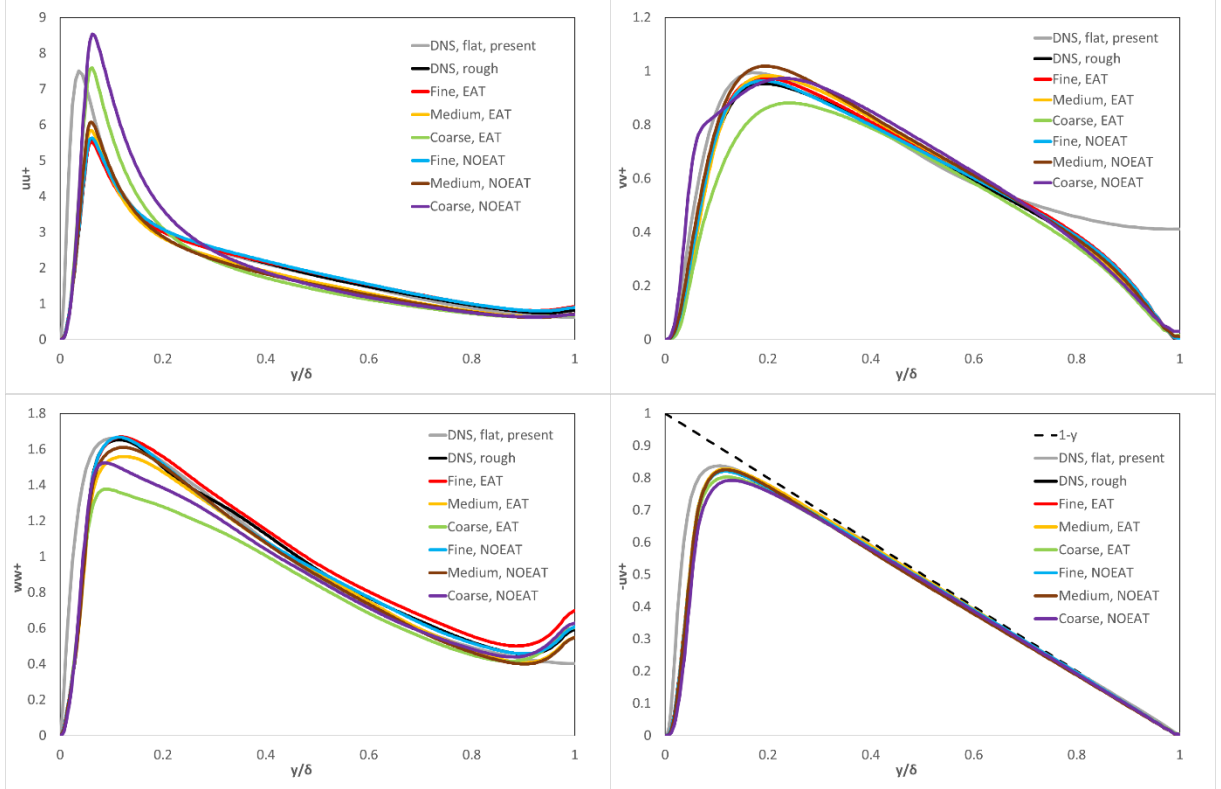 9
8
7
6
5
4
3
2
1
0
uu+
0 0.2 0.4 0.6 0.8 1
y/δ
DNS, flat, present
DNS, rough
Fine, EAT
Medium, EAT
Coarse, EAT
Fine, NOEAT
Medium, NOEAT
Coarse, NOEAT
1.2
1
0.8
0.6
0.4
0.2
0
vv+
0 0.2 0.4 0.6 0.8 1
y/δ
DNS, flat, present
DNS, rough
Fine, EAT
Medium, EAT
Coarse, EAT
Fine, NOEAT
Medium, NOEAT
Coarse, NOEAT
1.8
1.6
1.4
1.2
1
0.8
0.6
0.4
0.2
0
ww+
0 0.2 0.4 0.6 0.8 1
y/δ
DNS, flat, present
DNS, rough
Fine, EAT
Medium, EAT
Coarse, EAT
Fine, NOEAT
Medium, NOEAT
Coarse, NOEAT
1
0.9
0.8
0.7
0.6
0.5
0.4
0.3
0.2
0.1
0
-uv+
0 0.2 0.4 0.6 0.8 1
y/δ
1-y
DNS, flat, present
DNS, rough
Fine, EAT
Medium, EAT
Coarse, EAT
Fine, NOEAT
Medium, NOEAT
Coarse, NOEAT